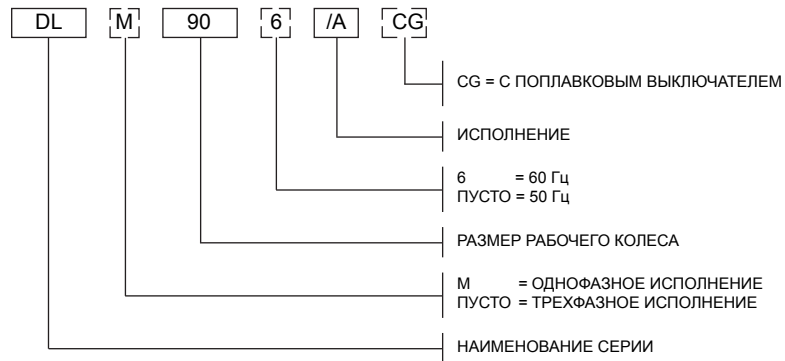 DL M 90 6 /A CG
CG = С ПОПЛАВКОВЫМ ВЫКЛЮЧАТЕЛЕМ
ИСПОЛНЕНИЕ
6 = 60 Гц
ПУСТО = 50 Гц
РАЗМЕР РАБОЧЕГО КОЛЕСА
М = ОДНОФАЗНОЕ ИСПОЛНЕНИЕ
ПУСТО = ТРЕХФАЗНОЕ ИСПОЛНЕНИЕ
НАИМЕНОВАНИЕ СЕРИИ